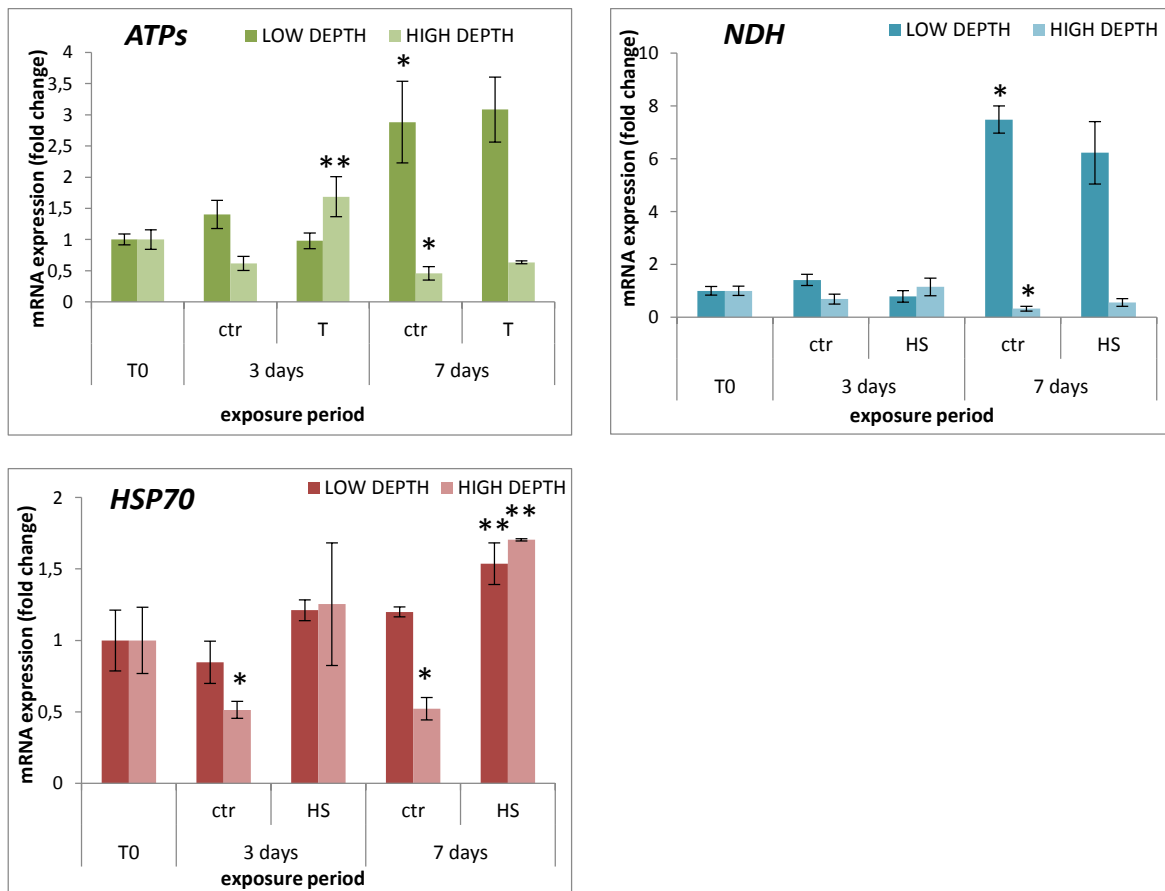 ATPs
LOW DEPTH HIGH DEPTH
mRNA expression (fold change)
4
3,5
3
2,5
2
1,5
1
0,5
0
*
**
*
ctr T ctr T
T0 3 days 7 days
exposure period
NDH
LOW DEPTH HIGH DEPTH
mRNA expression (fold change)
10
8
6
4
2
0
*
*
ctr HS ctr HS
T0 3 days 7 days
exposure period
HSP70
LOW DEPTH HIGH DEPTH
mRNA expression (fold change)
2
1,5
1
0,5
0
** **
* *
ctr HS ctr HS
T0 3 days 7 days
exposure period